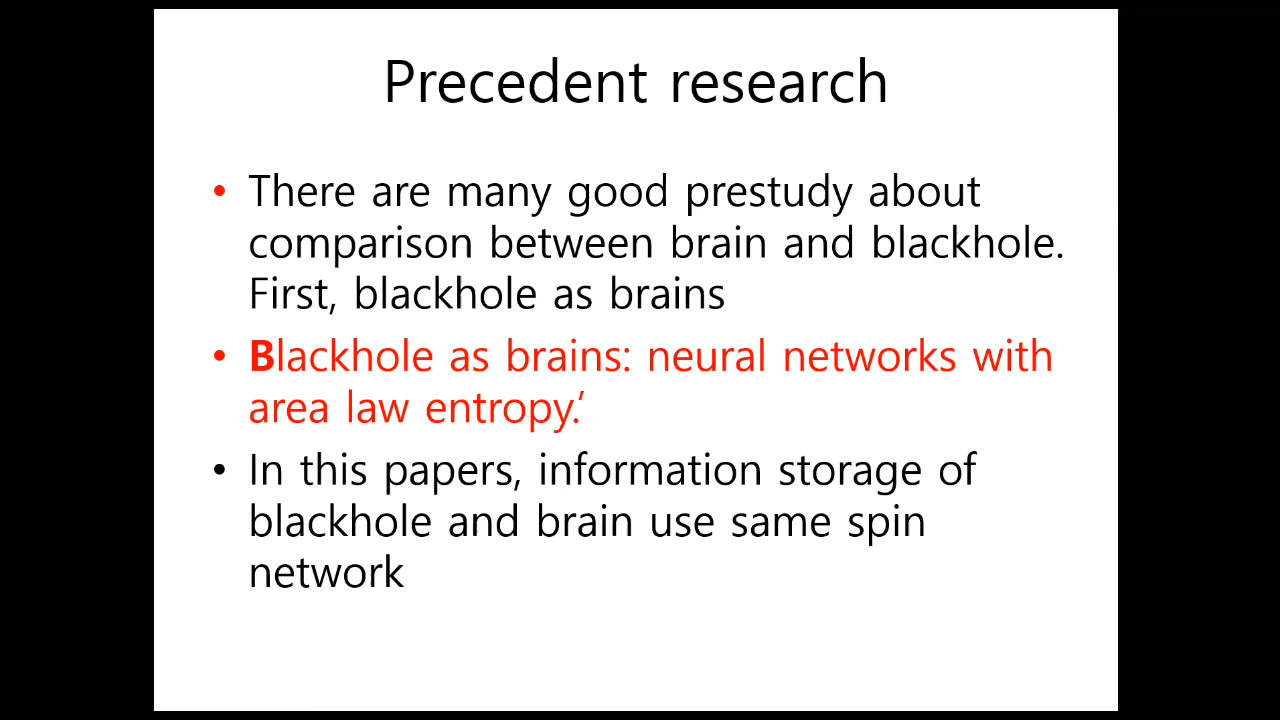 Precedent research
• There are many good prestudy about
comparison between brain and blackhole.
First, blackhole as brains
• Blackhole as brains: neural networks with
area law entropy.‘
• In this papers, information storage of
blackhole and brain use same spin
network